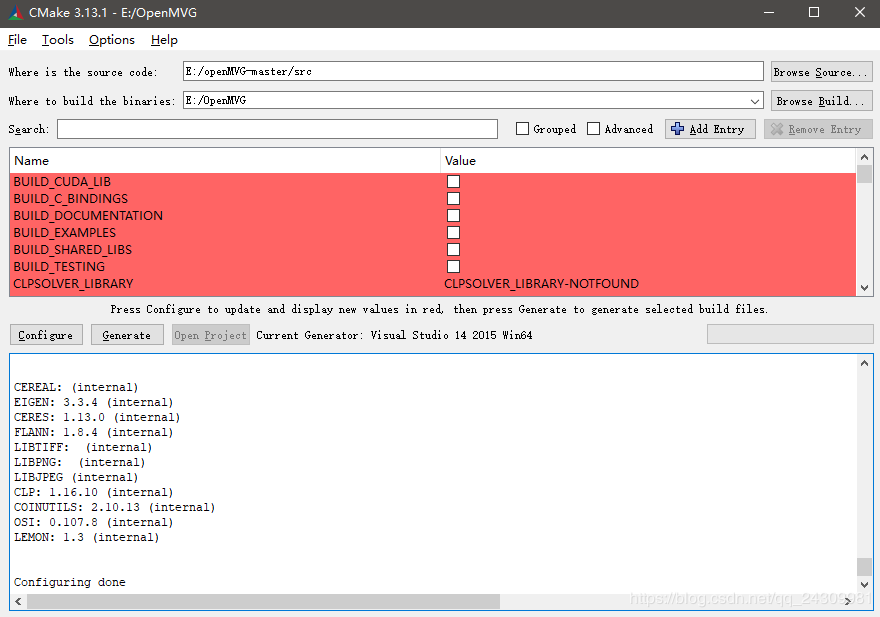 CMake 3.13.1 - E:/OpenMVG
File Tools Options Help
Where is the source code: E:/openMVG-master/src Browse Source...
Where to build the binaries: E:/OpenMVG Browse Build...
Search: Grouped Advanced Add Entry Remove Entry
Name Value
BUILD_CUDA_LIB
BUILD_C_BINDINGS
BUILD_DOCUMENTATION
BUILD_EXAMPLES
BUILD_SHARED_LIBS
BUILD_TESTING
CLPSOLVER_LIBRARY CLPSOLVER_LIBRARY-NOTFOUND
Press Configure to update and display new values in red, then press Generate to generate selected build files.
Configure Generate Open Project Current Generator: Visual Studio 14 2015 Win64
CEREAL: (internal)
EIGEN: 3.3.4 (internal)
CERES: 1.13.0 (internal)
FLANN: 1.8.4 (internal)
LIBTIFF:  (internal)
LIBPNG:  (internal)
LIBJPEG (internal)
CLP: 1.16.10 (internal)
COINUTILS: 2.10.13 (internal)
OSI: 0.107.8 (internal)
LEMON: 1.3 (internal)
Configuring done